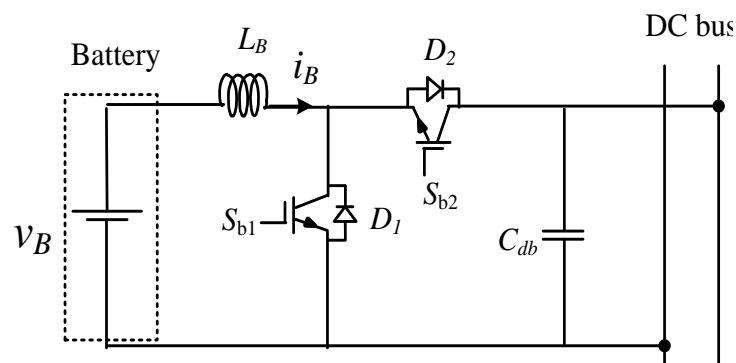 DC bus
Battery
L_B
i_B
D_2
S_b2
S_b1
D_1
v_B
C_db